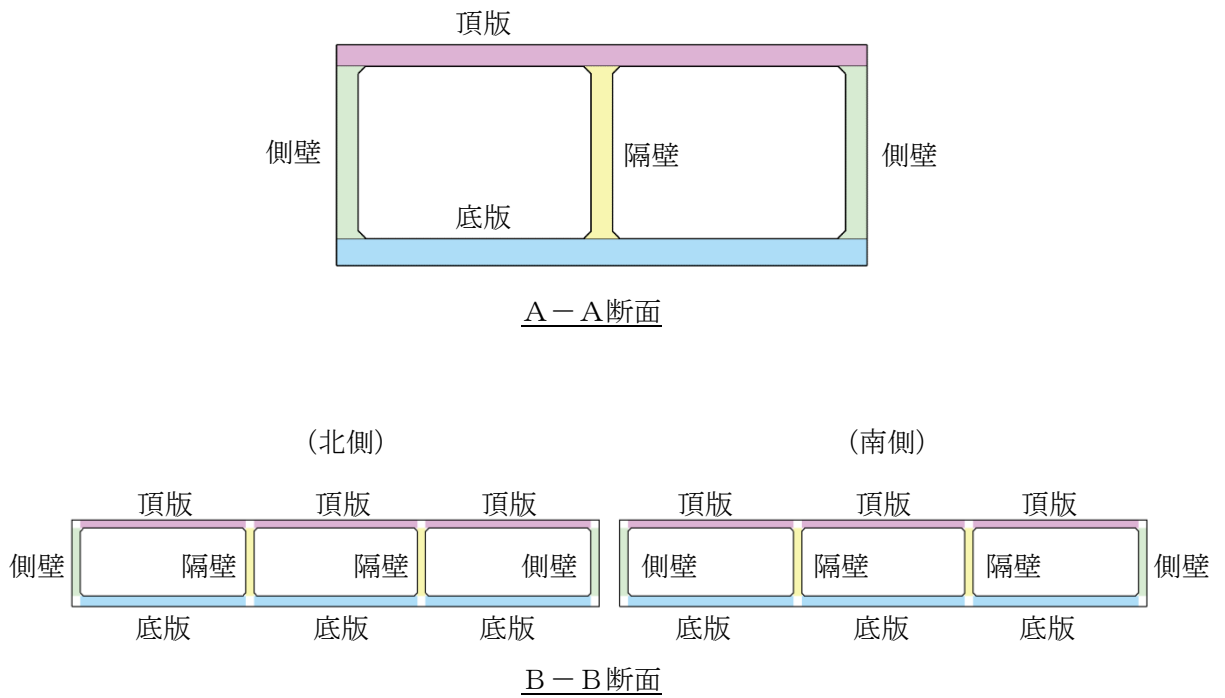 頂版
側壁
隔壁
側壁
底版
A-A断面
(北側)
(南側)
頂版 頂版 頂版 頂版 頂版 頂版
側壁 隔壁 隔壁 側壁 側壁 隔壁 隔壁 側壁
底版 底版 底版 底版 底版 底版
B-B断面